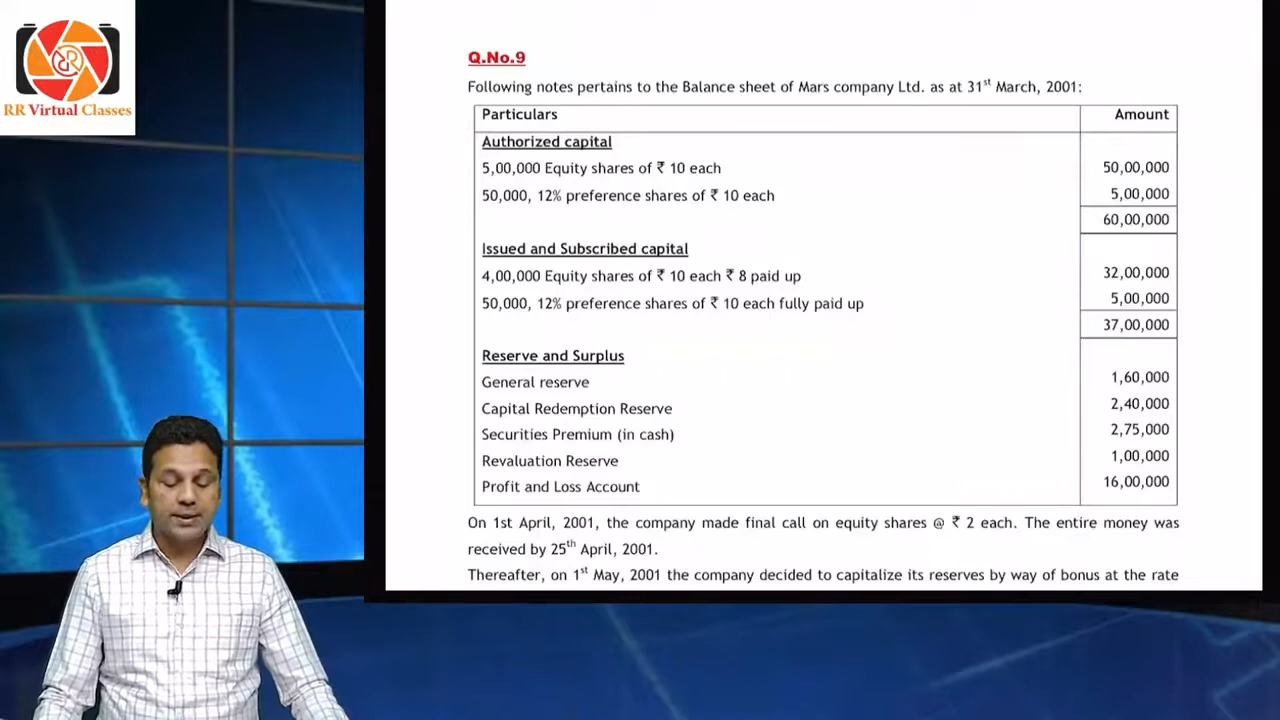 RR Virtual Classes
Q.No.9
Following notes pertains to the Balance sheet of Mars company Ltd. as at 31st March, 2001:
Particulars Amount
Authorized capital
5,00,000 Equity shares of ₹ 10 each 50,00,000
50,000, 12% preference shares of ₹ 10 each 5,00,000
60,00,000
Issued and Subscribed capital
4,00,000 Equity shares of ₹ 10 each ₹ 8 paid up 32,00,000
50,000, 12% preference shares of ₹ 10 each fully paid up 5,00,000
37,00,000
Reserve and Surplus
General reserve 1,60,000
Capital Redemption Reserve 2,40,000
Securities Premium (in cash) 2,75,000
Revaluation Reserve 1,00,000
Profit and Loss Account 16,00,000
On 1st April, 2001, the company made final call on equity shares @ ₹ 2 each. The entire money was
received by 25th April, 2001.
Thereafter, on 1st May, 2001 the company decided to capitalize its reserves by way of bonus at the rate